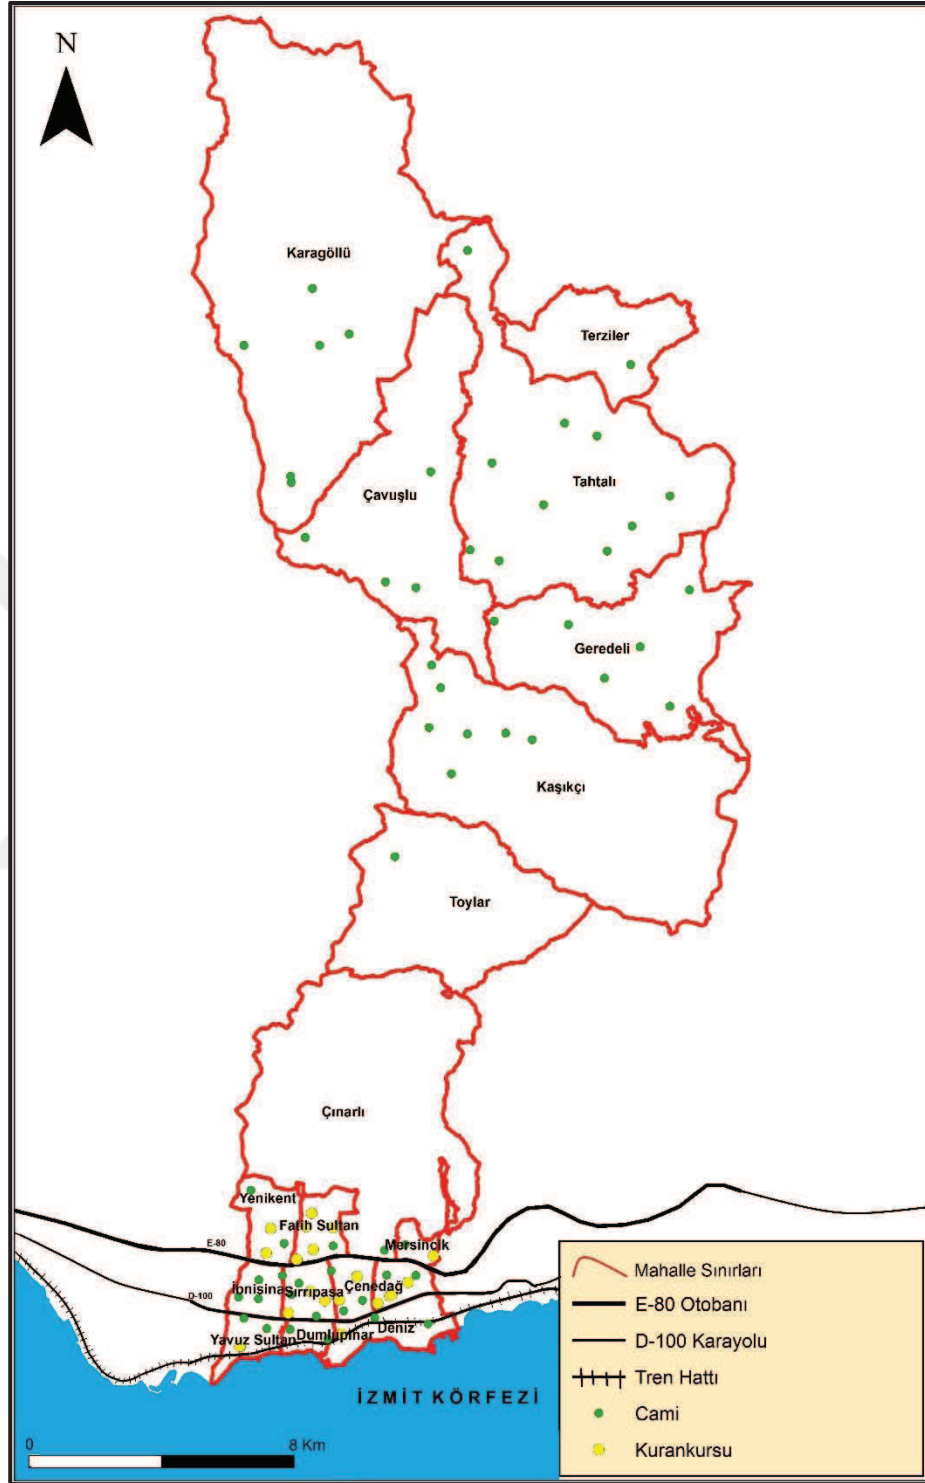 N
Karagöllü
Terziler
Tahtalı
Çavuşlu
Geredeli
Kaşıkçı
Toylar
Çınarlı
Yenikent
Fatih Sultan
E-80
Mersincik
İbnisinas
Sırrıpaşa
Çenedağ
D-100
Yavuz Sultan
Dumlupınar
Deniz
İZMİT KÖRFEZİ
0 8 Km
Mahalle Sınırları
E-80 Otobanı
D-100 Karayolu
Tren Hattı
Cami
Kurankursu